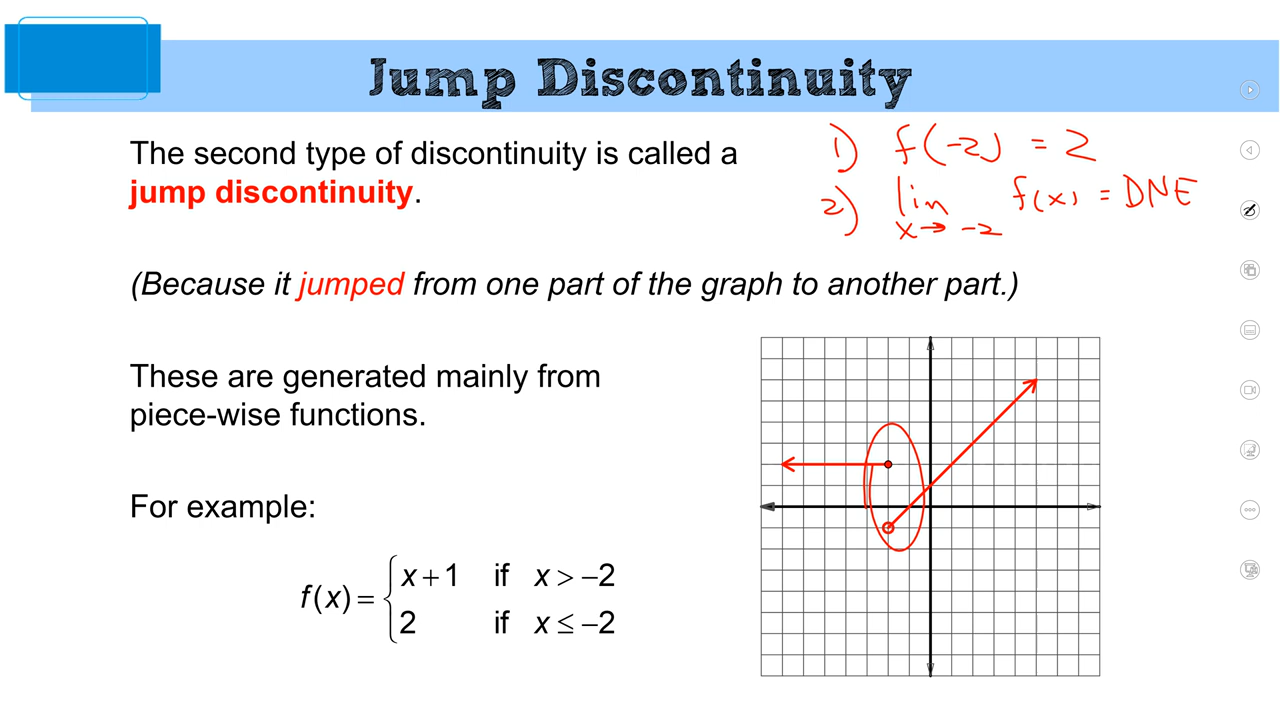 Jump Discontinuity
The second type of discontinuity is called a
jump discontinuity.
1) f(-2) = 2
2) lim f(x) = DNE
x → -2
(Because it jumped from one part of the graph to another part.)
These are generated mainly from
piece-wise functions.
For example:
f(x) = { x + 1 if x > −2
2 if x ≤ −2